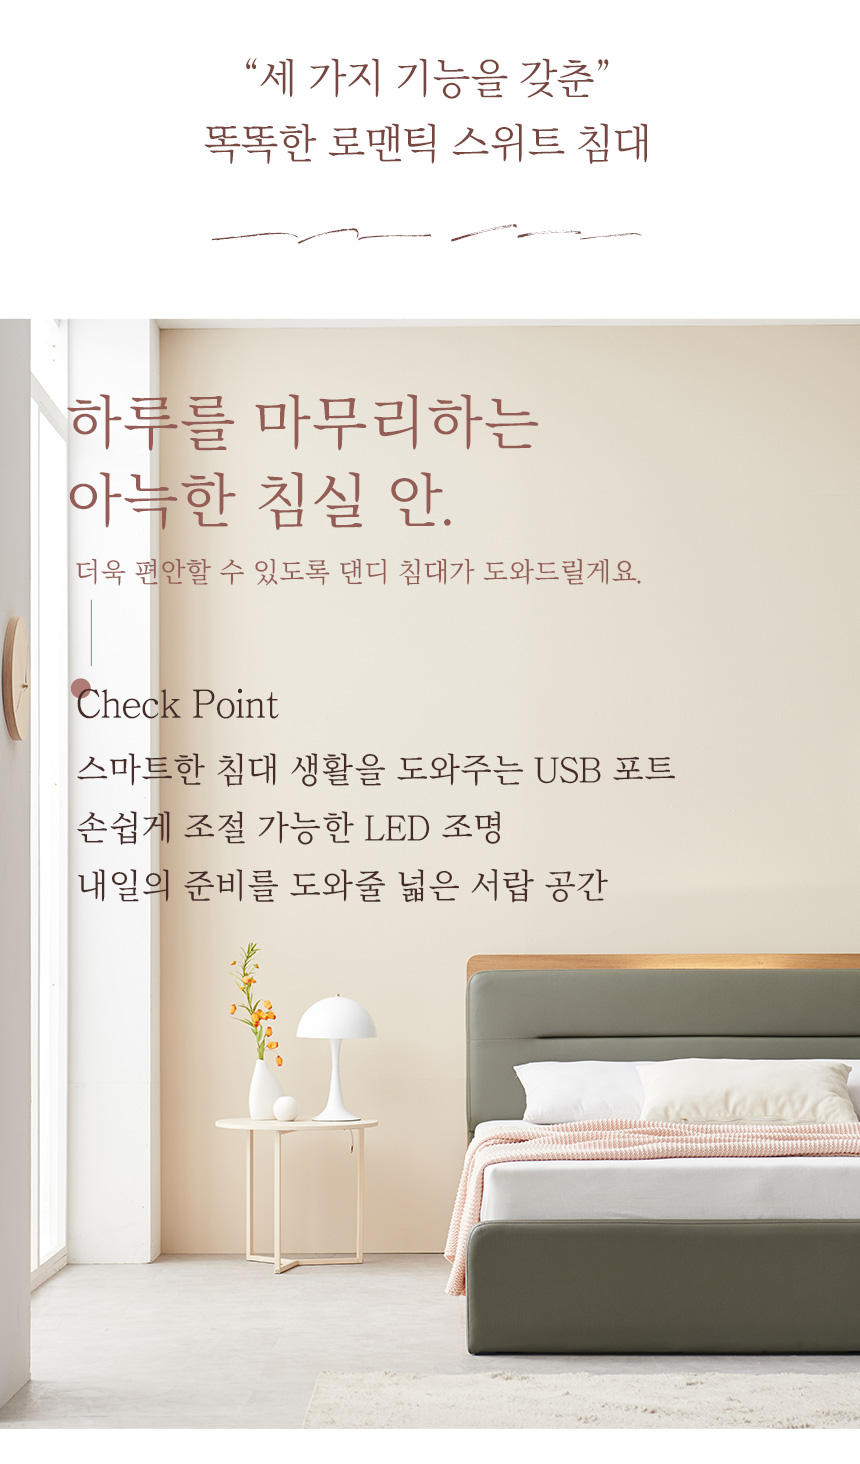 “세 가지 기능을 갖춘”
똑똑한 로맨틱 스위트 침대
하루를 마무리하는
아늑한 침실 안.
더욱 편안할 수 있도록 댄디 침대가 도와드릴게요.
Check Point
스마트한 침대 생활을 도와주는 USB 포트
손쉽게 조절 가능한 LED 조명
내일의 준비를 도와줄 넓은 서랍 공간